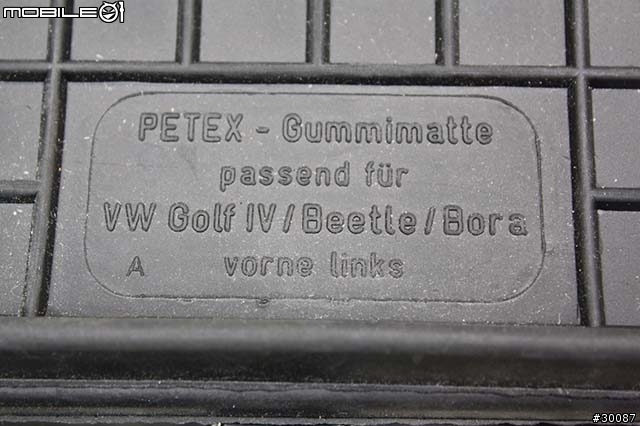 MOBILE01
PETEX - Gummimatte
passend für
VW Golf IV/Beetle/Bora
A vorne links
#30087